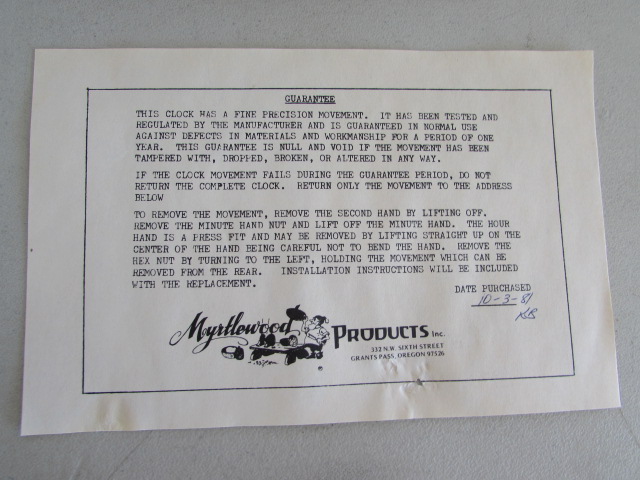 GUARANTEE
THIS CLOCK HAS A FINE PRECISION MOVEMENT. IT HAS BEEN TESTED AND
REGULATED BY THE MANUFACTURER AND IS GUARANTEED IN NORMAL USE
AGAINST DEFECTS IN MATERIALS AND WORKMANSHIP FOR A PERIOD OF ONE
YEAR. THIS GUARANTEE IS NULL AND VOID IF THE MOVEMENT HAS BEEN
TAMPERED WITH, DROPPED, BROKEN, OR ALTERED IN ANY WAY.
IF THE CLOCK MOVEMENT FAILS DURING THE GUARANTEE PERIOD, DO NOT
RETURN THE COMPLETE CLOCK. RETURN ONLY THE MOVEMENT TO THE ADDRESS
BELOW
TO REMOVE THE MOVEMENT, REMOVE THE SECOND HAND BY LIFTING OFF.
REMOVE THE MINUTE HAND NUT AND LIFT OFF THE MINUTE HAND. THE HOUR
HAND IS A PRESS FIT AND MAY BE REMOVED BY LIFTING STRAIGHT UP ON THE
CENTER OF THE HAND BEING CAREFUL NOT TO BEND THE HAND. REMOVE THE
HEX NUT BY TURNING TO THE LEFT, HOLDING THE MOVEMENT WHICH CAN BE
REMOVED FROM THE REAR. INSTALLATION INSTRUCTIONS WILL BE INCLUDED
WITH THE REPLACEMENT.
DATE PURCHASED
10-3-81
KB
Myrtlewood PRODUCTS Inc.
332 N.W. SIXTH STREET
GRANTS PASS, OREGON 97526
®